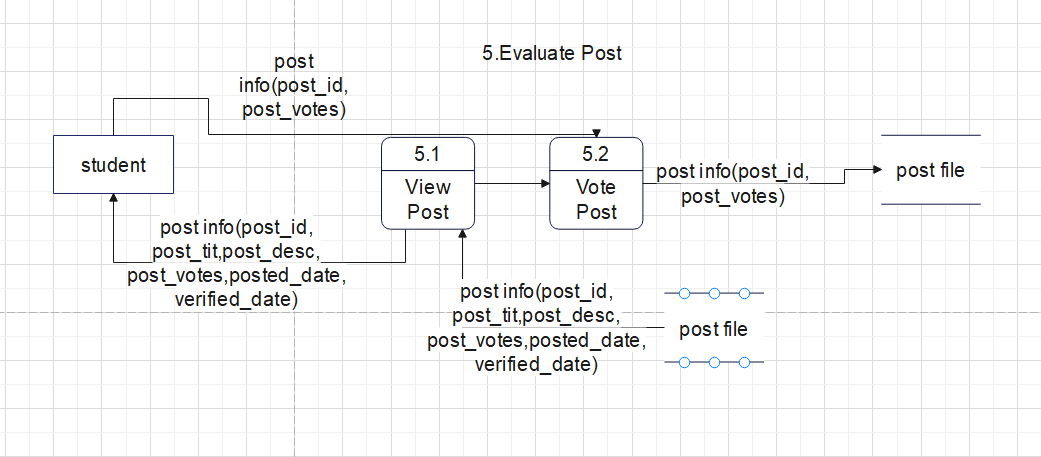 5.Evaluate Post
post
info(post_id,
post_votes)
student
5.1
View
Post
5.2
Vote
Post
post info(post_id,
post_votes)
post file
post info(post_id,
post_tit,post_desc,
post_votes,posted_date,
verified_date)
post info(post_id,
post_tit,post_desc,
post_votes,posted_date,
verified_date)
post file